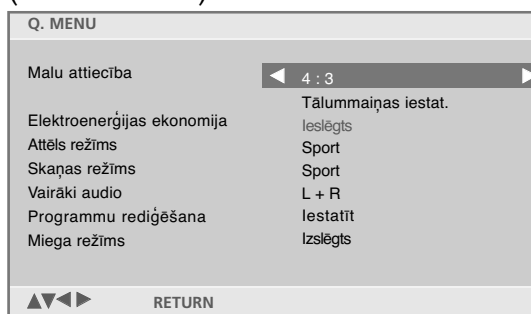 Q. MENU
Malu attiecība 4 : 3
Tālummaiņas iestat.
Elektroenerģijas ekonomija Ieslēgts
Attēls režīms Sport
Skaņas režīms Sport
Vairāki audio L + R
Programmu rediģēšana Iestatīt
Miega režīms Izslēgts
RETURN